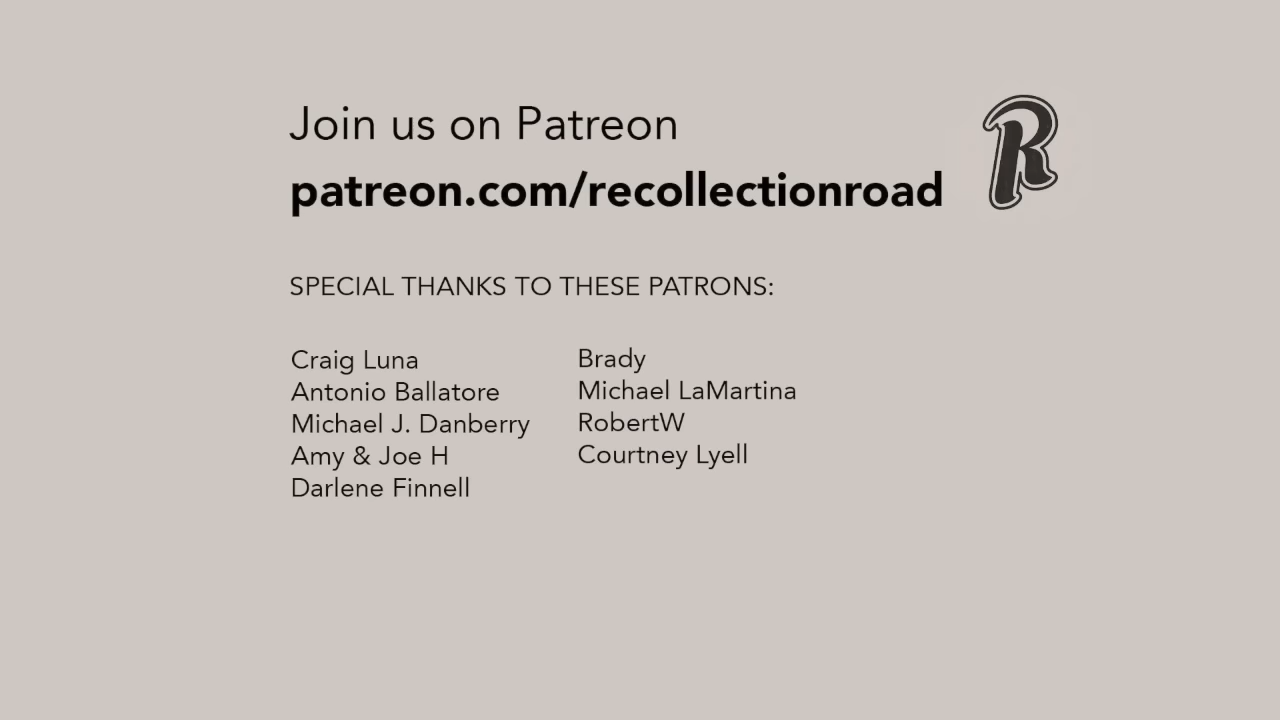 Join us on Patreon
patreon.com/recollectionroad
R
SPECIAL THANKS TO THESE PATRONS:
Craig Luna
Antonio Ballatore
Michael J. Danberry
Amy & Joe H
Darlene Finnell
Brady
Michael LaMartina
RobertW
Courtney Lyell